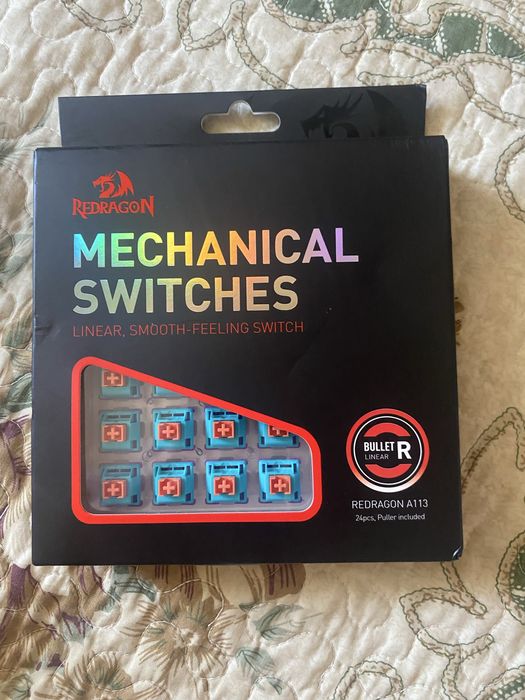 REDRAGON
MECHANICAL
SWITCHES
LINEAR, SMOOTH-FEELING SWITCH
BULLET R
LINEAR
REDRAGON A113
24pcs, Puller included